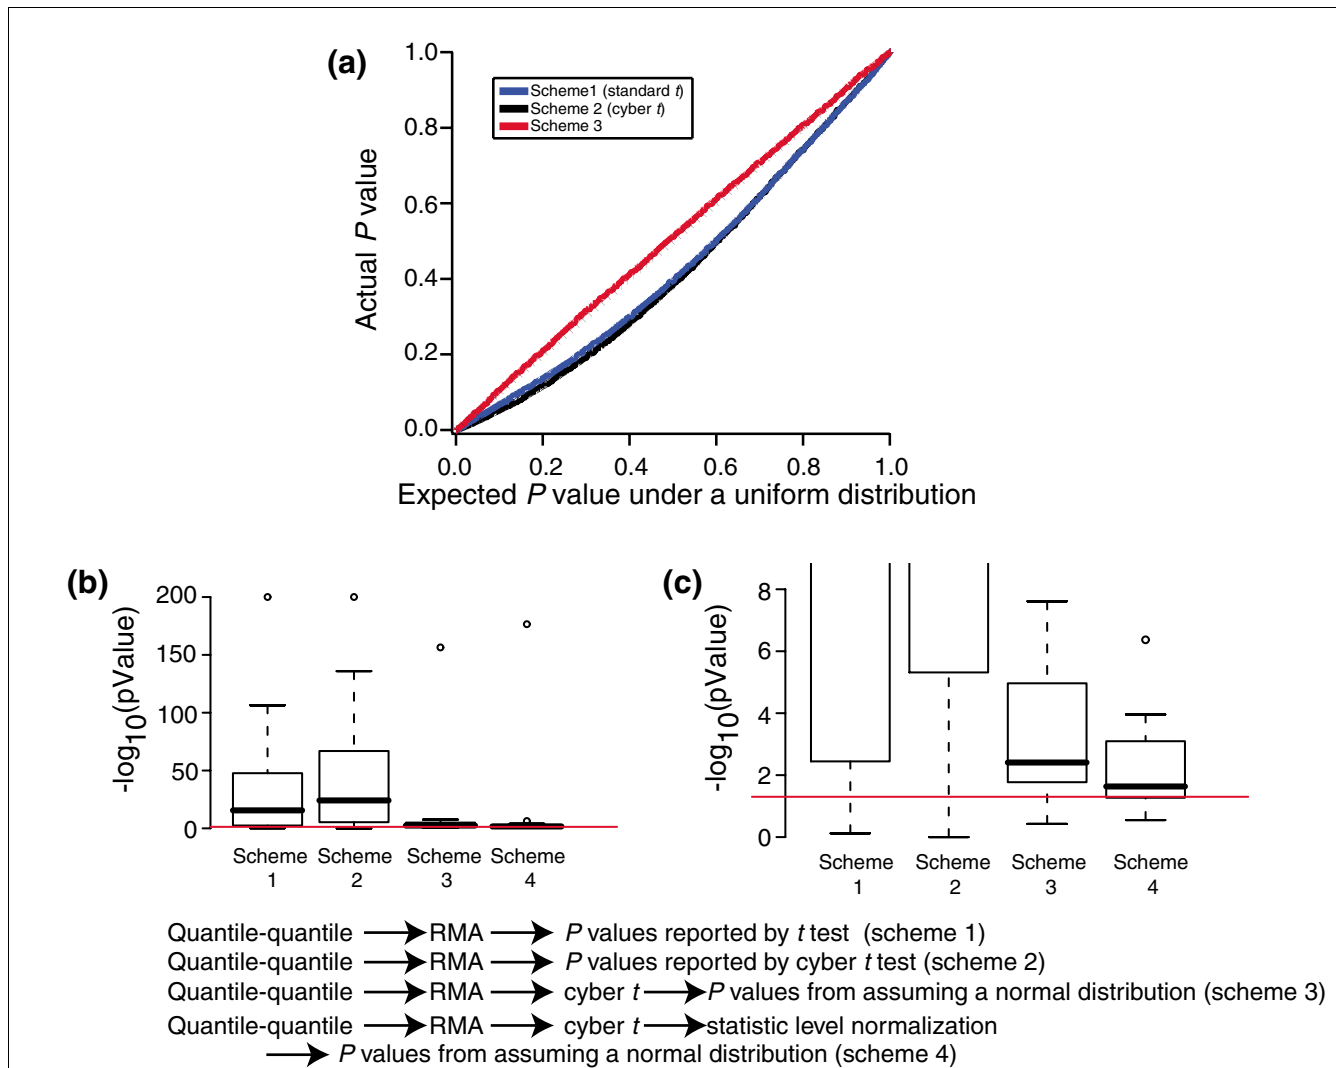 (a)
1.0
0.8
0.6
0.4
0.2
0.0
Actual P value
Scheme1 (standard t)
Scheme 2 (cyber t)
Scheme 3
0.0 0.2 0.4 0.6 0.8 1.0
Expected P value under a uniform distribution
(b)
200
150
100
50
0
-log10(pValue)
Scheme 1
Scheme 2
Scheme 3
Scheme 4
(c)
8
6
4
2
0
-log10(pValue)
Scheme 1
Scheme 2
Scheme 3
Scheme 4
Quantile-quantile RMA P values reported by t test (scheme 1)
Quantile-quantile RMA P values reported by cyber t test (scheme 2)
Quantile-quantile RMA cyber t P values from assuming a normal distribution (scheme 3)
Quantile-quantile RMA cyber t statistic level normalization
P values from assuming a normal distribution (scheme 4)